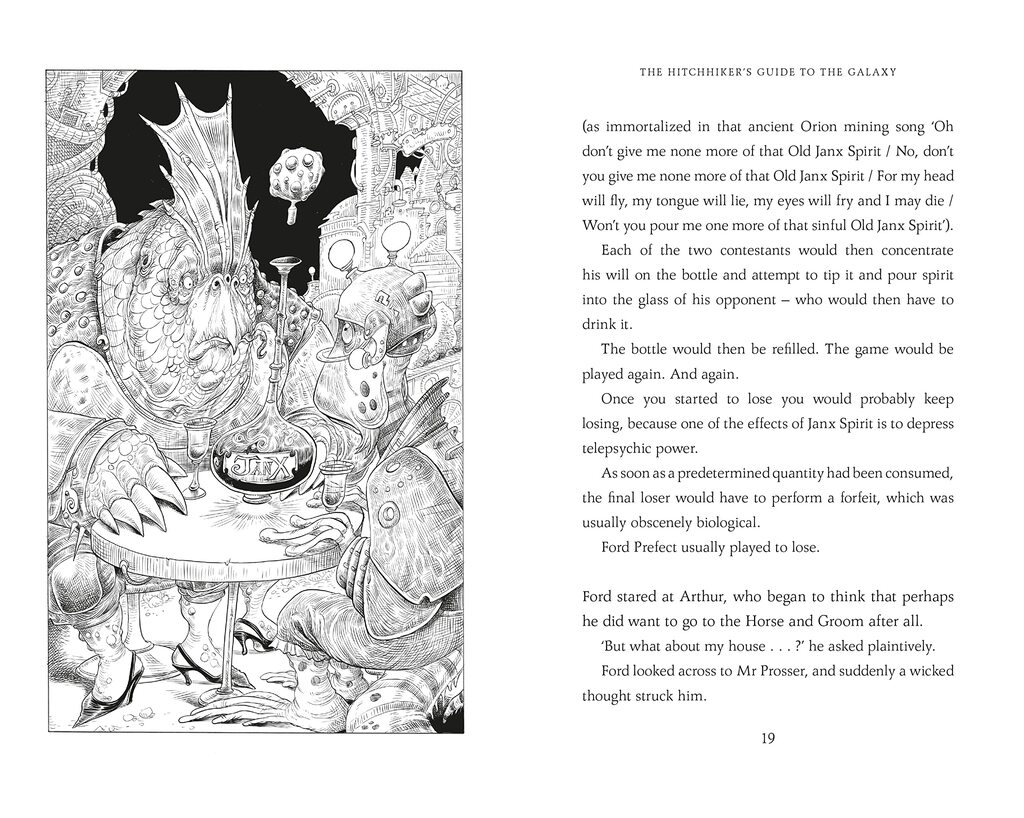 JANX
THE HITCHHIKER'S GUIDE TO THE GALAXY
(as immortalized in that ancient Orion mining song ‘Oh
don’t give me none more of that Old Janx Spirit / No, don’t
you give me none more of that Old Janx Spirit / For my head
will fly, my tongue will lie, my eyes will fry and I may die /
Won’t you pour me one more of that sinful Old Janx Spirit’).
Each of the two contestants would then concentrate
his will on the bottle and attempt to tip it and pour spirit
into the glass of his opponent – who would then have to
drink it.
The bottle would then be refilled. The game would be
played again. And again.
Once you started to lose you would probably keep
losing, because one of the effects of Janx Spirit is to depress
telepsychic power.
As soon as a predetermined quantity had been consumed,
the final loser would have to perform a forfeit, which was
usually obscenely biological.
Ford Prefect usually played to lose.
Ford stared at Arthur, who began to think that perhaps
he did want to go to the Horse and Groom after all.
‘But what about my house . . . ?’ he asked plaintively.
Ford looked across to Mr Prosser, and suddenly a wicked
thought struck him.
19